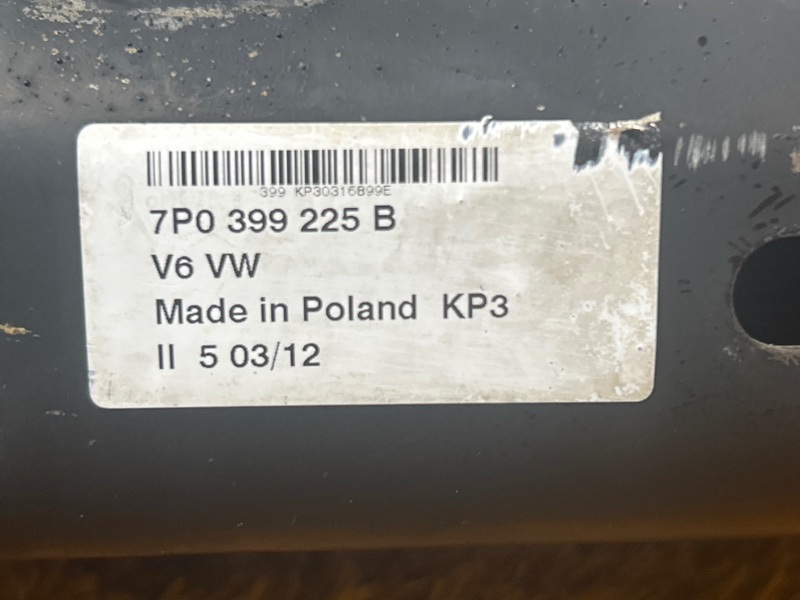 399 KP30316899E
7P0 399 225 B
V6 VW
Made in Poland KP3
II 5 03/12